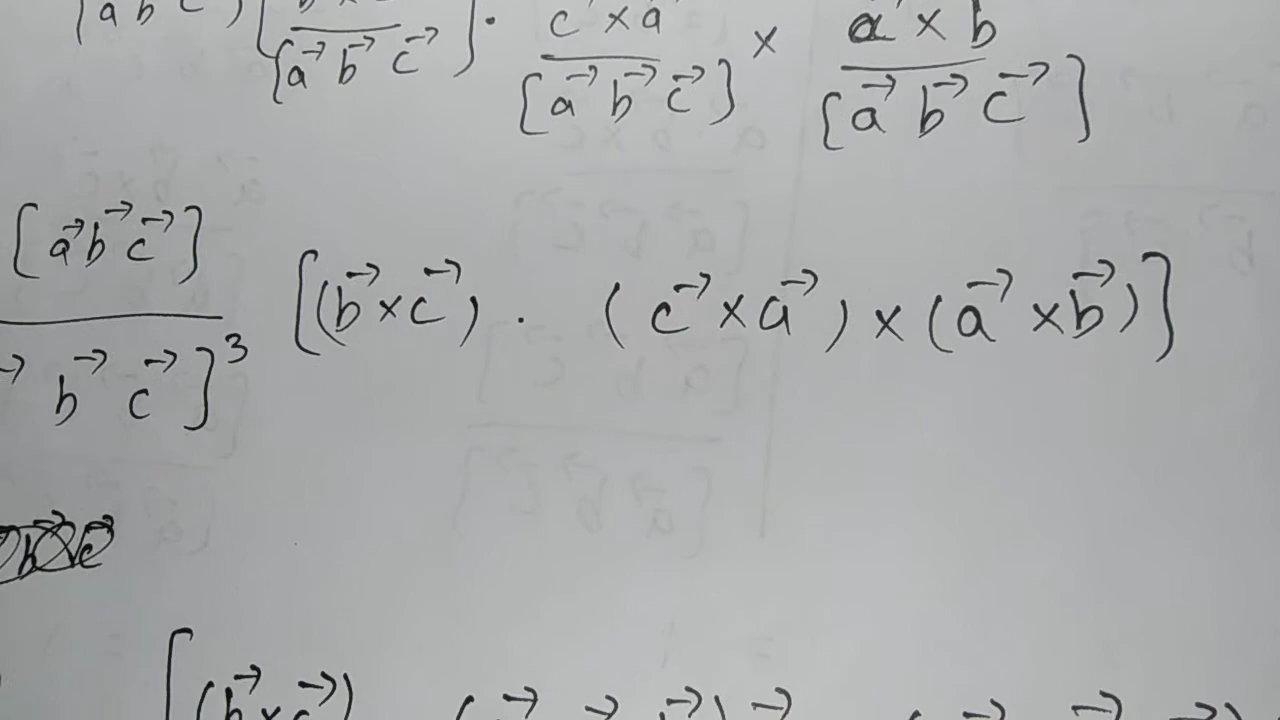 [a b c] [ b × c / [a⃗ b⃗ c⃗] ] · c⃗ × a⃗ / [a⃗ b⃗ c⃗] × a⃗ × b / [a⃗ b⃗ c⃗]
[a⃗ b⃗ c⃗] / b⃗ c⃗]³ [(b⃗ × c⃗) · (c⃗ × a⃗) × (a⃗ × b⃗)]
[(b⃗ × c⃗)